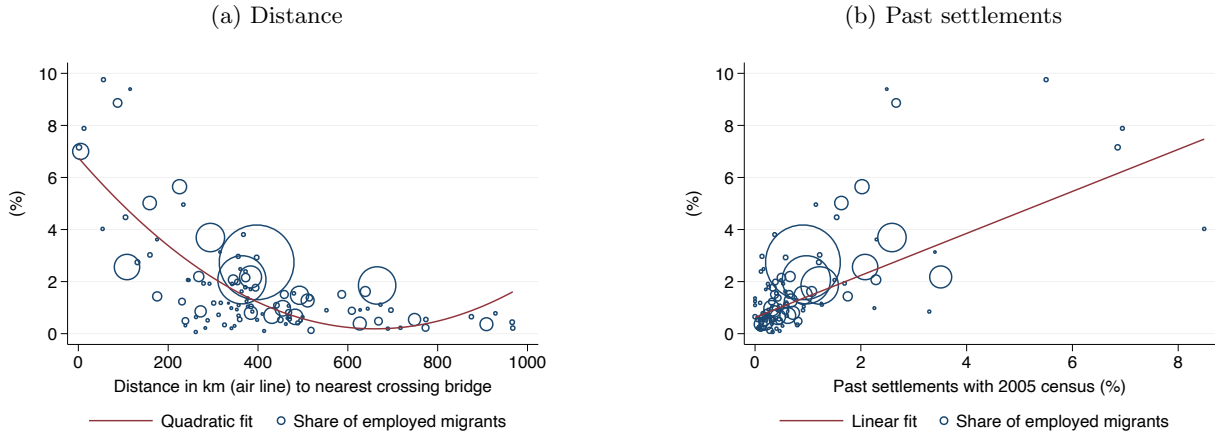 (a) Distance
10
8
6
4
2
0
(%)
0 200 400 600 800 1000
Distance in km (air line) to nearest crossing bridge
Quadratic fit Share of employed migrants
(b) Past settlements
10
8
6
4
2
0
(%)
0 2 4 6 8
Past settlements with 2005 census (%)
Linear fit Share of employed migrants